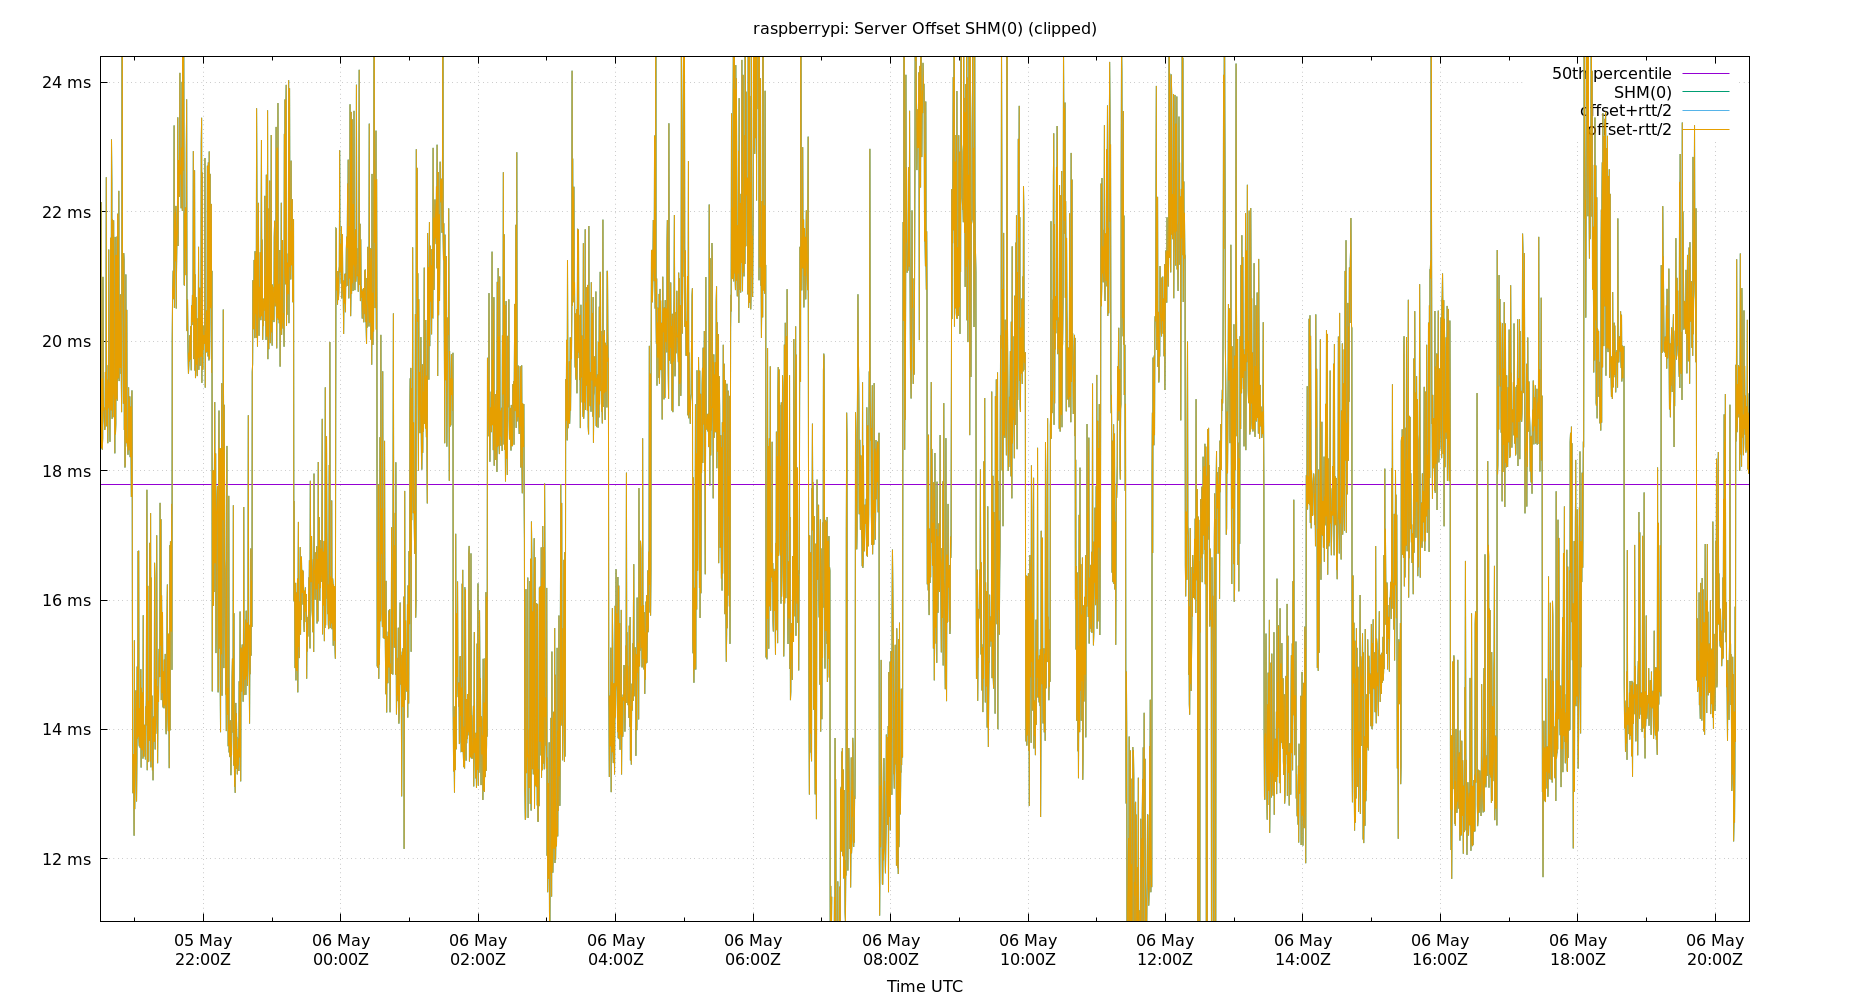 raspberrypi: Server Offset SHM(0) (clipped)
50th percentile
SHM(0)
offset+rtt/2
offset-rtt/2
24 ms
22 ms
20 ms
18 ms
16 ms
14 ms
12 ms
05 May 06 May 06 May 06 May 06 May 06 May 06 May 06 May 06 May 06 May 06 May 06 May
22:00Z 00:00Z 02:00Z 04:00Z 06:00Z 08:00Z 10:00Z 12:00Z 14:00Z 16:00Z 18:00Z 20:00Z
Time UTC